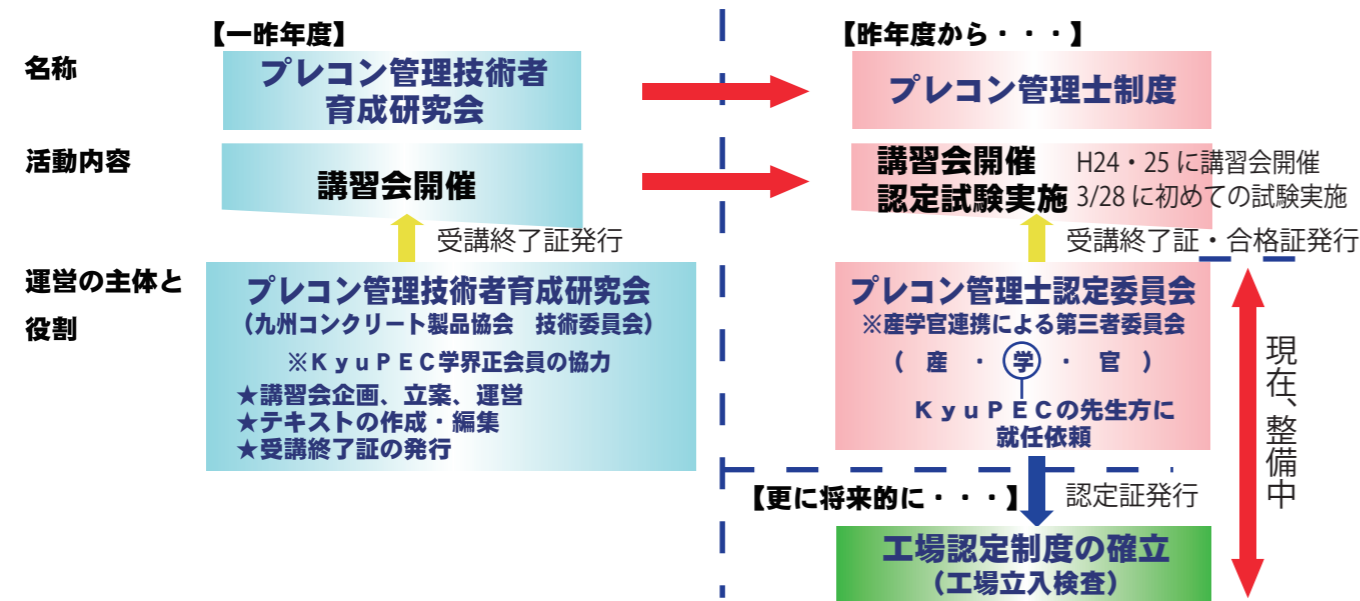 【一昨年度】
【昨年度から・・・】
名称
プレコン管理技術者
育成研究会
プレコン管理士制度
活動内容
講習会開催
講習会開催 H24・25 に講習会開催
認定試験実施 3/28 に初めての試験実施
受講終了証発行
受講終了証・合格証発行
運営の主体と
役割
プレコン管理技術者育成研究会
（九州コンクリート製品協会　技術委員会）
※ＫｙｕＰＥＣ学界正会員の協力
★講習会企画、立案、運営
★テキストの作成・編集
★受講終了証の発行
プレコン管理士認定委員会
※産学官連携による第三者委員会
（ 産 ・ 学 ・ 官 ）
ＫｙｕＰＥＣの先生方に
就任依頼
現在、整備中
【更に将来的に・・・】
認定証発行
工場認定制度の確立
（工場立入検査）